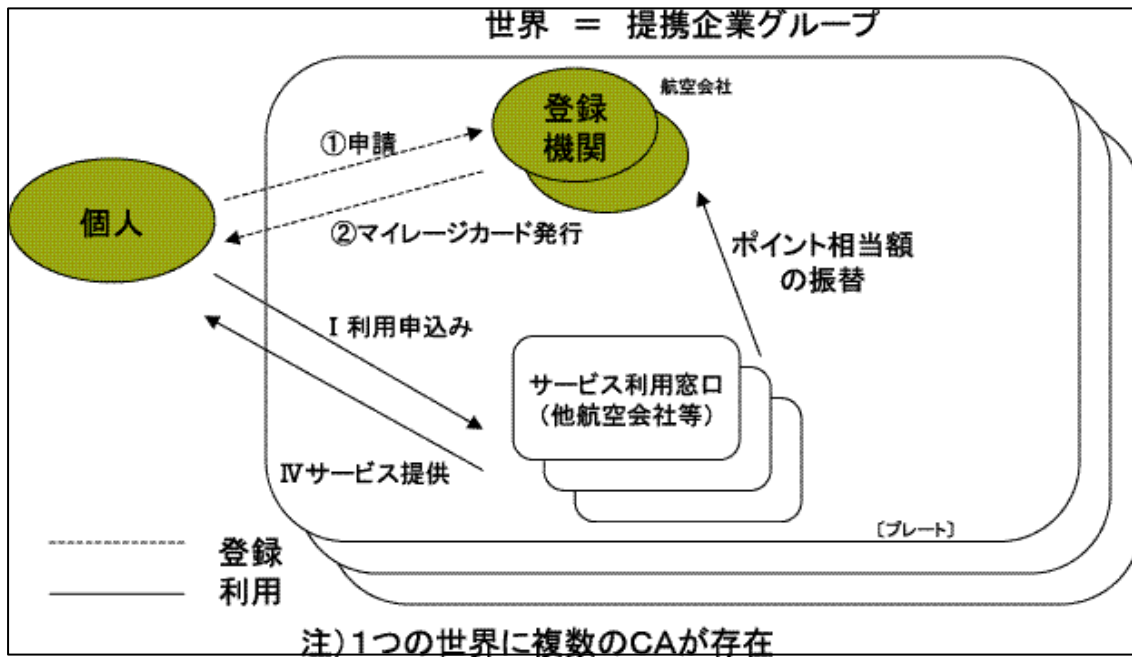 世界 ＝ 提携企業グループ
航空会社
登録
機関
①申請
個人
②マイレージカード発行
ポイント相当額
の振替
Ⅰ 利用申込み
サービス利用窓口
（他航空会社等）
Ⅳサービス提供
〔プレート〕
登録
利用
注）１つの世界に複数のCAが存在